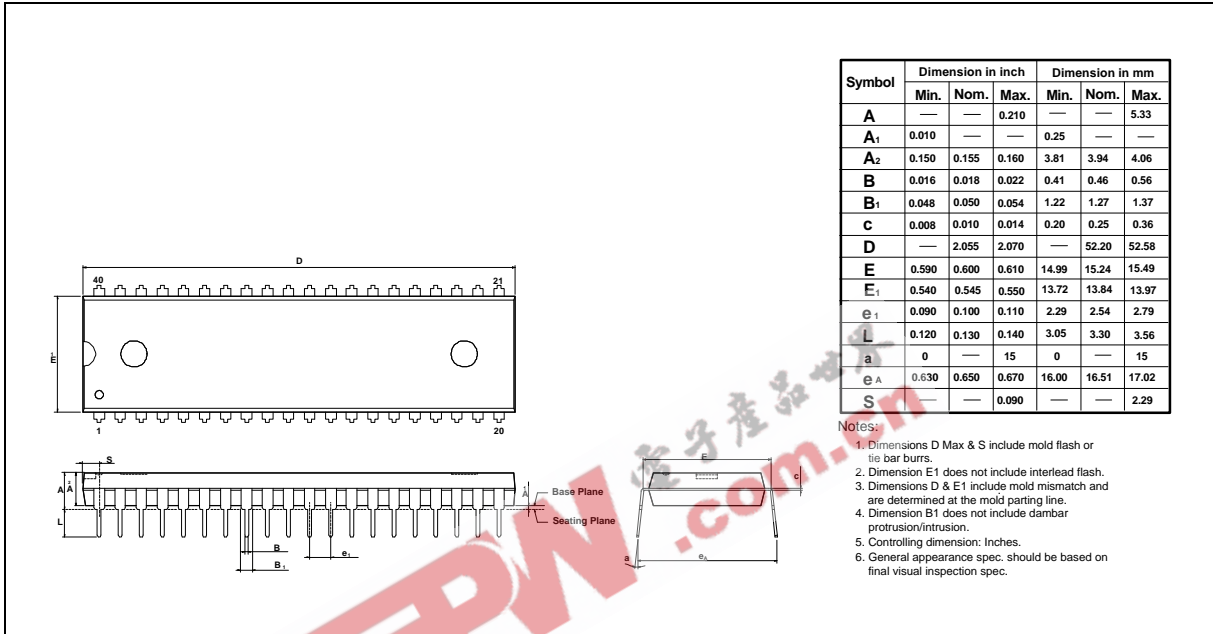 Symbol Dimension in inch Dimension in mm
Min. Nom. Max. Min. Nom. Max.
A — — 0.210 — — 5.33
A1 0.010 — — 0.25 — —
A2 0.150 0.155 0.160 3.81 3.94 4.06
B 0.016 0.018 0.022 0.41 0.46 0.56
B1 0.048 0.050 0.054 1.22 1.27 1.37
c 0.008 0.010 0.014 0.20 0.25 0.36
D — 2.055 2.070 — 52.20 52.58
E 0.590 0.600 0.610 14.99 15.24 15.49
E1 0.540 0.545 0.550 13.72 13.84 13.97
e1 0.090 0.100 0.110 2.29 2.54 2.79
L 0.120 0.130 0.140 3.05 3.30 3.56
a 0 — 15 0 — 15
eA 0.630 0.650 0.670 16.00 16.51 17.02
S — — 0.090 — — 2.29
Notes:
1. Dimensions D Max & S include mold flash or
tie bar burrs.
2. Dimension E1 does not include interlead flash.
3. Dimensions D & E1 include mold mismatch and
are determined at the mold parting line.
4. Dimension B1 does not include dambar
protrusion/intrusion.
5. Controlling dimension: Inches.
6. General appearance spec. should be based on
final visual inspection spec.
D
40 21
E1
1 20
S
A A2 A1
L
Base Plane
Seating Plane
B e1
B1
E
c
a eA
電子產品世界
.com.cn